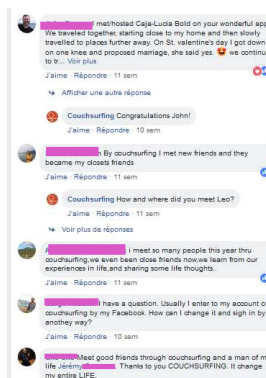 I met/hosted Caja-Lucia Bold on your wonderful app
We traveled together, starting close to my home and then slowly
travelled to places further away. On St. valentine's day I got down
on one knee and proposed marriage, she said yes. 😍 we continu
to tr... Voir plus
J'aime · Répondre · 11 sem
Afficher une autre réponse
Couchsurfing Congratulations John!
J'aime · Répondre · 10 sem
By couchsurfing I met new friends and they
became my closets friends
J'aime · Répondre · 11 sem
Couchsurfing How and where did you meet Leo?
J'aime · Répondre · 11 sem
Voir plus de réponses
i meet so many people this year thru
couchsurfing,we even been close friends now,we learn from our
experiences in life,and sharing some life thoughts..
J'aime · Répondre · 11 sem
I have a question. Usually I enter to my account of
couchsurfing by my Facebook. How can I change it and sigh in by
anothey way?
J'aime · Répondre · 10 sem
Meet good friends through couchsurfing and a man of m
life Jérémy . Thanks to you COUCHSURFING. It change
my entire LIFE.